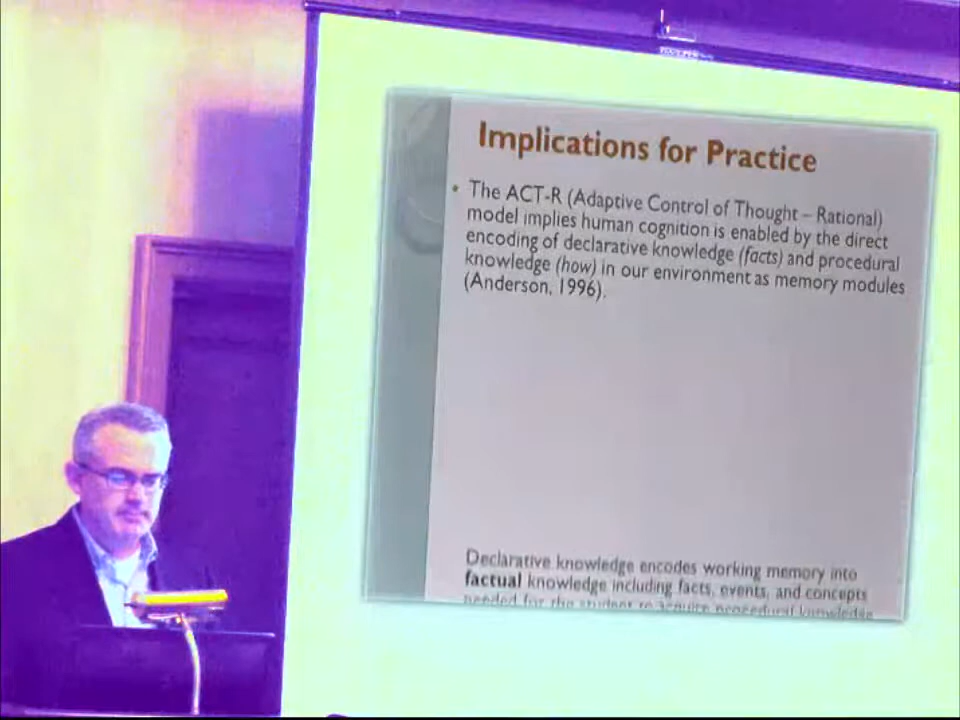 Implications for Practice
• The ACT-R (Adaptive Control of Thought – Rational)
model implies human cognition is enabled by the direct
encoding of declarative knowledge (facts) and procedural
knowledge (how) in our environment as memory modules
(Anderson, 1996).
Declarative knowledge encodes working memory into
factual knowledge including facts, events, and concepts
needed for the student to acquire procedural knowledge